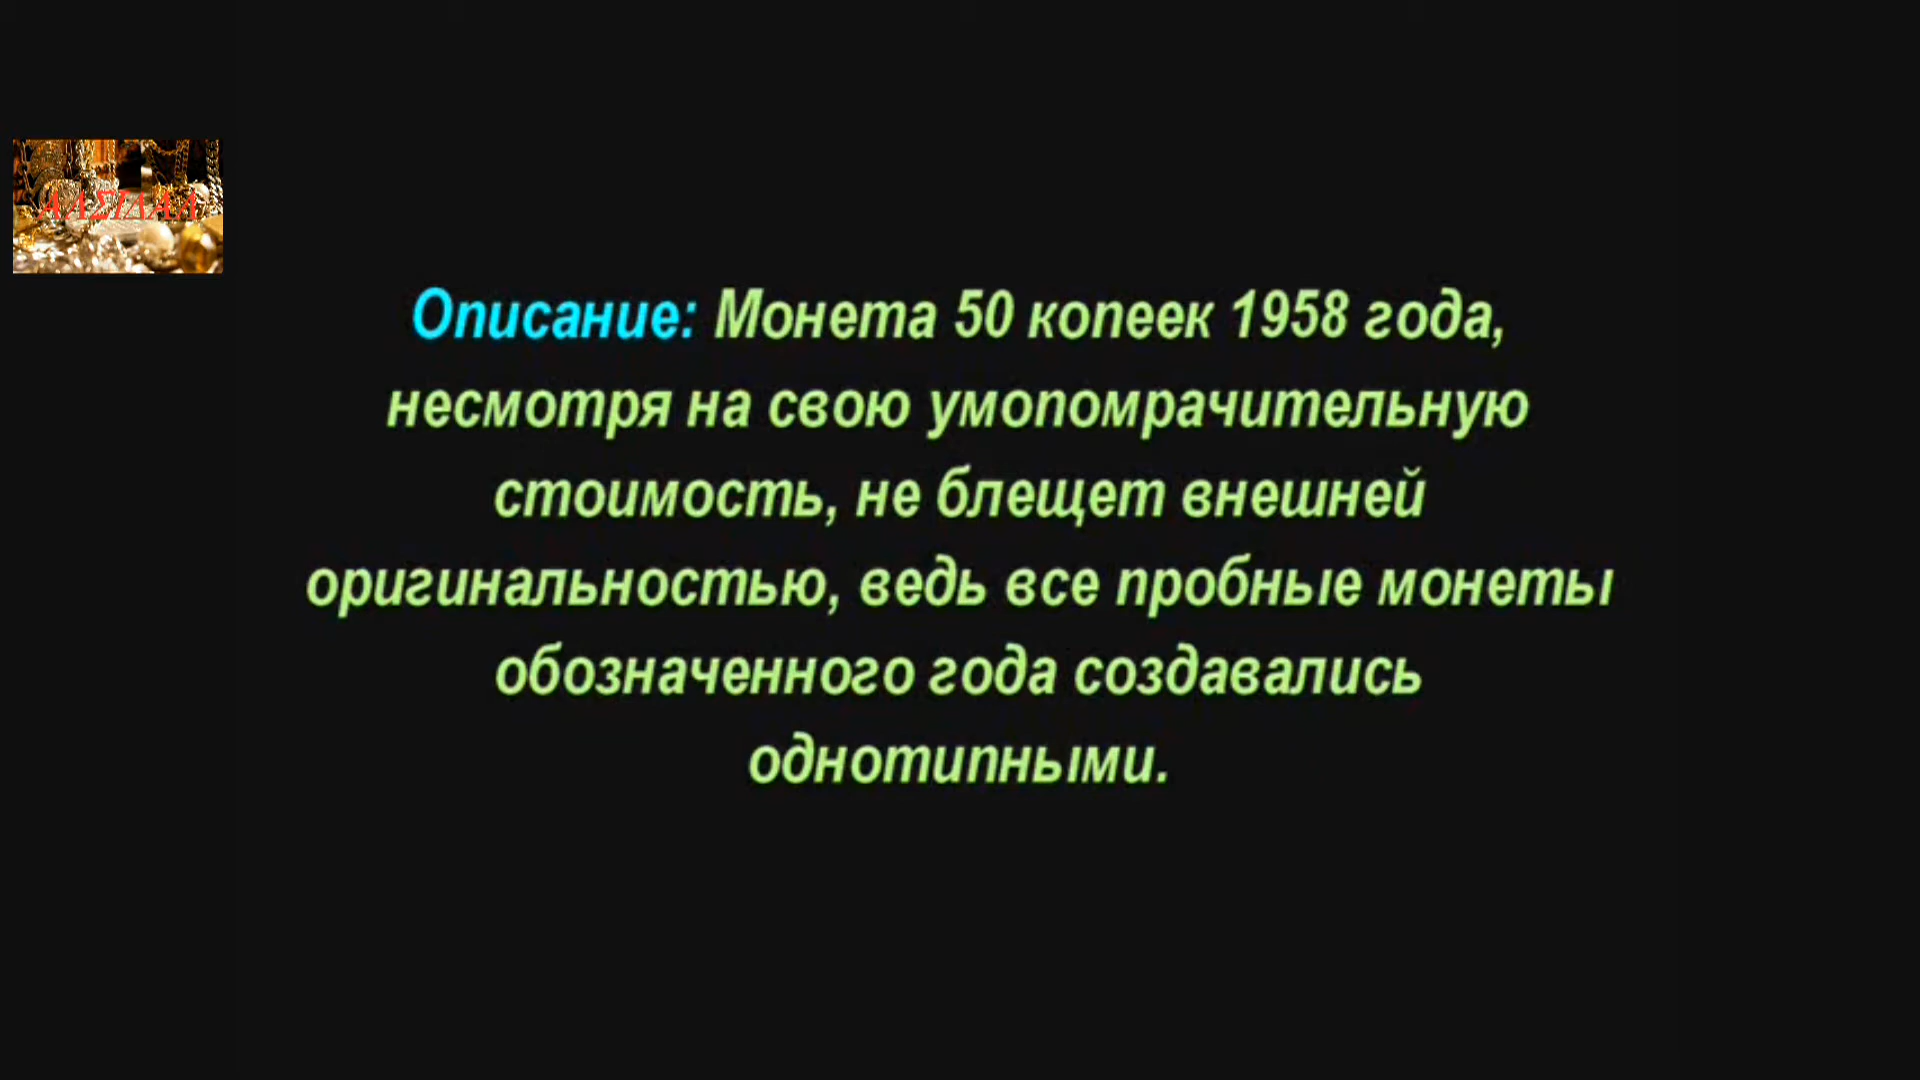 Описание: Монета 50 копеек 1958 года,
несмотря на свою умопомрачительную
стоимость, не блещет внешней
оригинальностью, ведь все пробные монеты
обозначенного года создавались
однотипными.